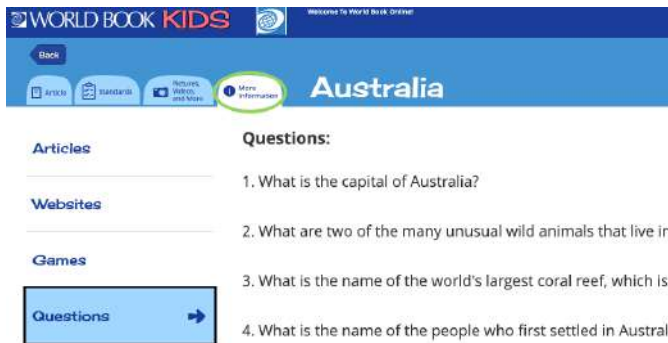 WORLD BOOK KIDS
Welcome To World Book Online!
Back
Article
Standards
Pictures,
Videos,
and More
More
Information
Australia
Articles
Websites
Games
Questions
Questions:
1. What is the capital of Australia?
2. What are two of the many unusual wild animals that live in
3. What is the name of the world's largest coral reef, which is
4. What is the name of the people who first settled in Austral